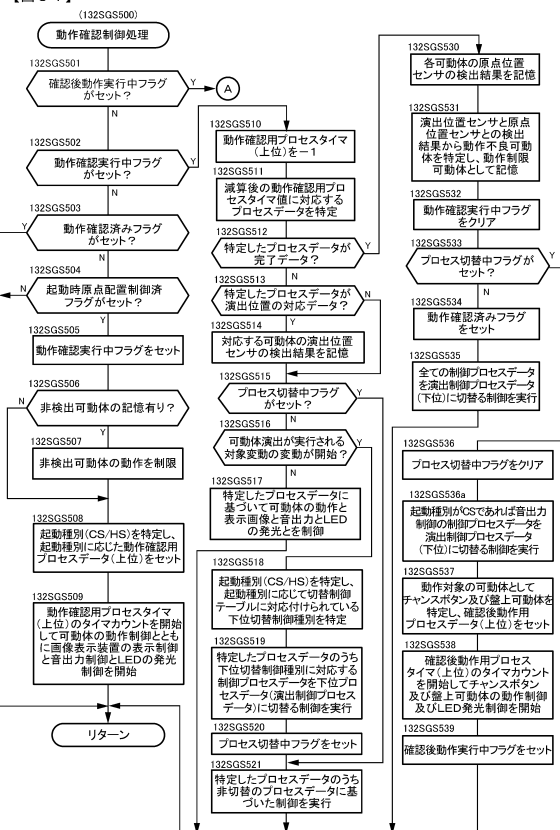 (132SGS500)
動作確認制御処理
132SGS501
確認後動作実行中フラグ
がセット？
Y
A
N
132SGS502
動作確認実行中フラグ
がセット？
Y
N
132SGS503
Y
動作確認済みフラグ
がセット？
N
132SGS504
起動時原点配置制御済
フラグがセット？
N
Y
132SGS505
動作確認実行中フラグをセット
132SGS506
N
非検出可動体の記憶有り？
Y
132SGS507
非検出可動体の動作を制限
132SGS508
起動種別(CS/HS)を特定し、
起動種別に応じた動作確認用
プロセスデータ(上位)をセット
132SGS509
動作確認用プロセスタイマ
(上位)のタイマカウントを開始
して可動体の動作制御ととも
に画像表示装置の表示制御
と音出力制御とLEDの発光
制御を開始
リターン
132SGS510
動作確認用プロセスタイマ
(上位)を－1
132SGS511
減算後の動作確認用プロ
セスタイマ値に対応する
プロセスデータを特定
132SGS512
特定したプロセスデータが
完了データ？
Y
N
132SGS513
特定したプロセスデータが
演出位置の対応データ？
N
Y
132SGS514
対応する可動体の演出位置
センサの検出結果を記憶
132SGS515
プロセス切替中フラグ
がセット？
Y
N
132SGS516
可動体演出が実行される
対象変動の変動が開始？
Y
N
132SGS517
特定したプロセスデータに
基づいて可動体の動作と
表示画像と音出力とLED
の発光とを制御
132SGS518
起動種別(CS/HS)を特定し、
起動種別に応じて切替制御
テーブルに対応付けられている
下位切替制御種別を特定
132SGS519
特定したプロセスデータのうち
下位切替制御種別に対応する
制御プロセスデータを下位プロ
セスデータ(演出制御プロセス
データ)に切替る制御を実行
132SGS520
プロセス切替中フラグをセット
132SGS521
特定したプロセスデータのうち
非切替のプロセスデータに基
づいた制御を実行
132SGS530
各可動体の原点位置
センサの検出結果を記憶
132SGS531
演出位置センサと原点
位置センサとの検出
結果から動作不良可動
体を特定し、動作制限
可動体として記憶
132SGS532
動作確認実行中フラグ
をクリア
132SGS533
プロセス切替中フラグが
セット？
Y
N
132SGS534
動作確認済みフラグ
をセット
132SGS535
全ての制御プロセスデータ
を演出制御プロセスデータ
(下位)に切替る制御を実行
132SGS536
プロセス切替中フラグをクリア
132SGS536a
起動種別がCSであれば音出力
制御の制御プロセスデータを
演出制御プロセスデータ
(下位)に切替る制御を実行
132SGS537
動作対象の可動体として
チャンスボタン及び盤上可動体を
特定し、確認後動作用
プロセスデータ(上位)をセット
132SGS538
確認後動作用プロセス
タイマ(上位)のタイマカウント
を開始してチャンスボタン
及び盤上可動体の動作制御
及びLED発光制御を開始
132SGS539
確認後動作実行中フラグをセット